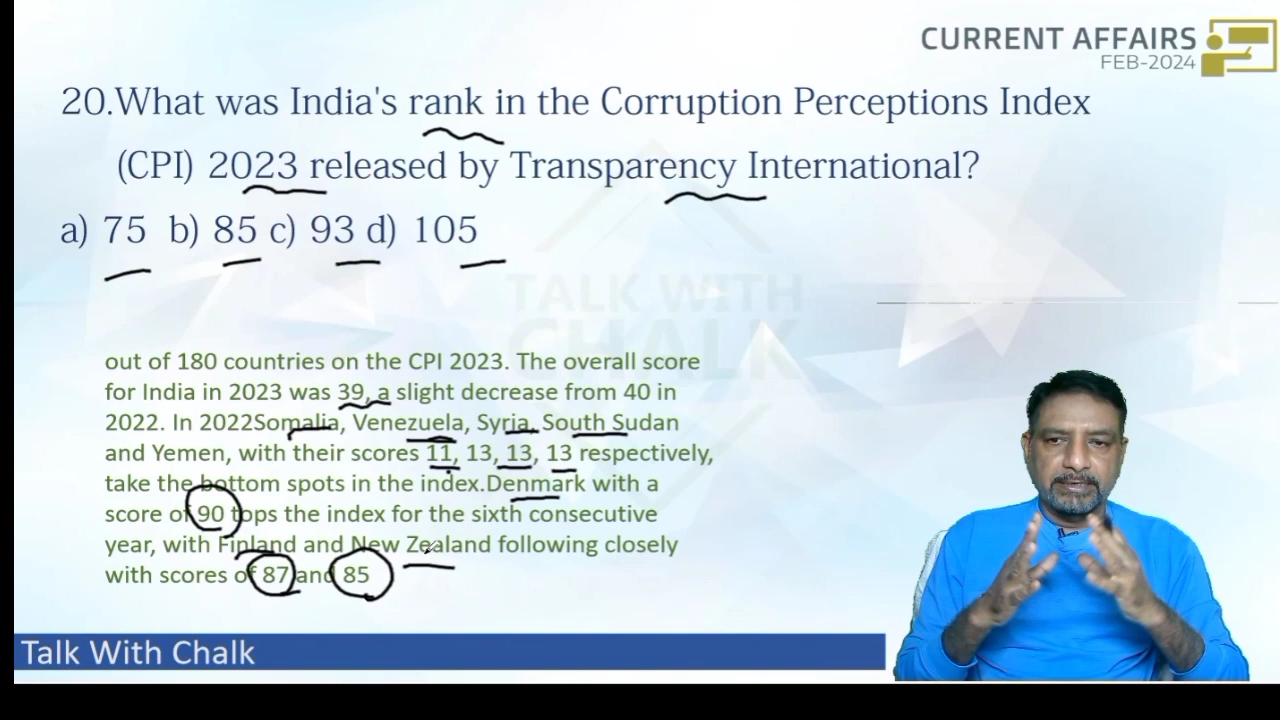 CURRENT AFFAIRS
FEB-2024
20.What was India's rank in the Corruption Perceptions Index
(CPI) 2023 released by Transparency International?
a) 75 b) 85 c) 93 d) 105
TALK WITH
CHALK
out of 180 countries on the CPI 2023. The overall score
for India in 2023 was 39, a slight decrease from 40 in
2022. In 2022Somalia, Venezuela, Syria, South Sudan
and Yemen, with their scores 11, 13, 13, 13 respectively,
take the bottom spots in the index.Denmark with a
score of 90 tops the index for the sixth consecutive
year, with Finland and New Zealand following closely
with scores of 87 and 85
Talk With Chalk